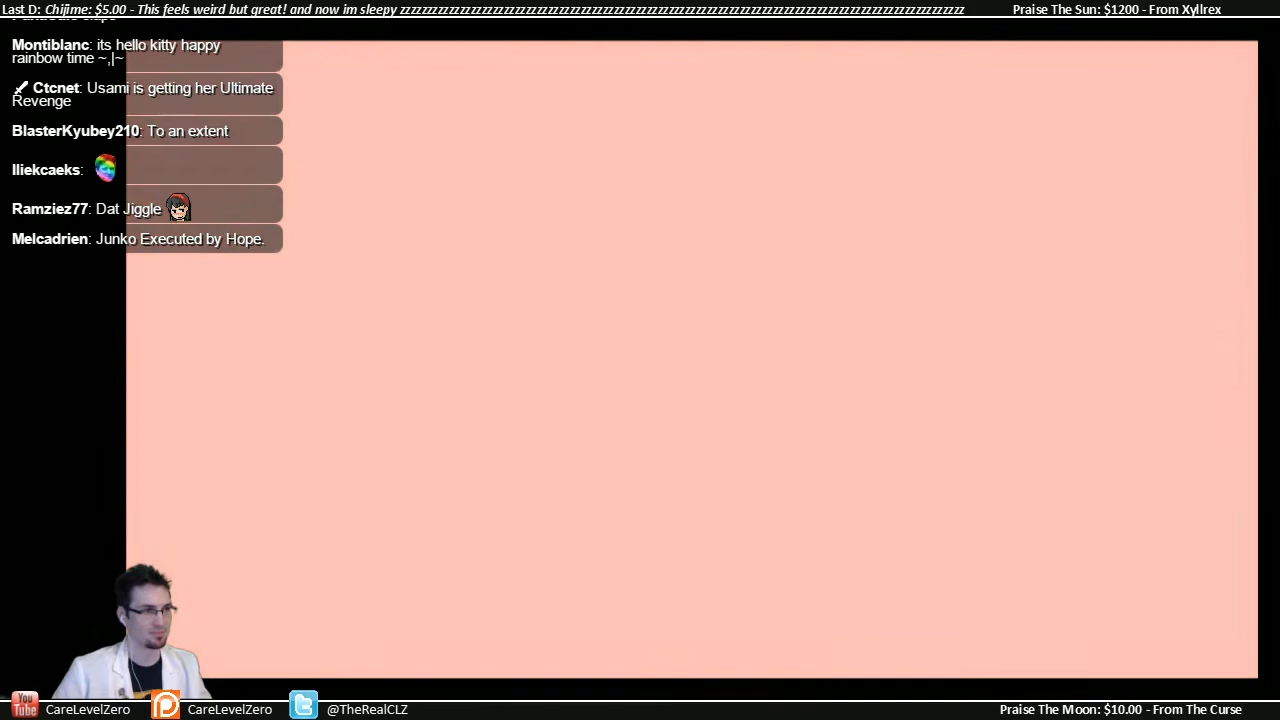 Last D: Chijime: $5.00 - This feels weird but great! and now im sleepy zzzzzzzzzzzzzzzzzzzzzzzzzzzzzzzzzzzzzzzzzzzzzzzzzzzzzzzzzzzzzzzzzzzzzzzzzzzzzzzzzzzzzzzzzzzzzzzzzzzzzz
Praise The Sun: $1200 - From Xyllrex
Montiblanc: its hello kitty happy
rainbow time ~,|~
Ctcnet: Usami is getting her Ultimate
Revenge
BlasterKyubey210: To an extent
Iliekcaeks:
Ramziez77: Dat Jiggle
Melcadrien: Junko Executed by Hope.
You
Tube
CareLevelZero
CareLevelZero
@TheRealCLZ
Praise The Moon: $10.00 - From The Curse